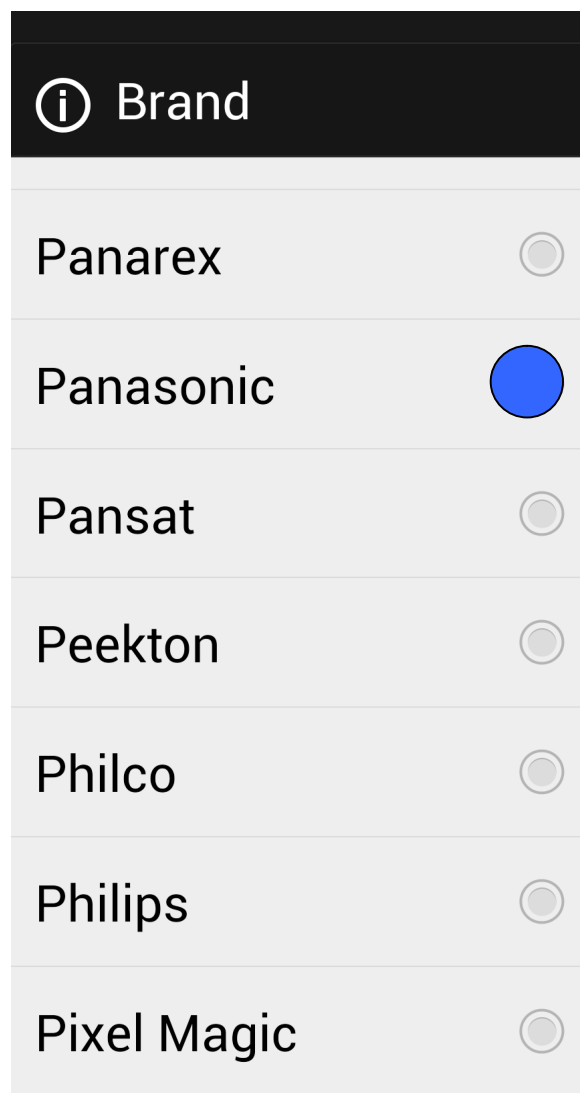 Brand
Panarex
Panasonic
Pansat
Peekton
Philco
Philips
Pixel Magic